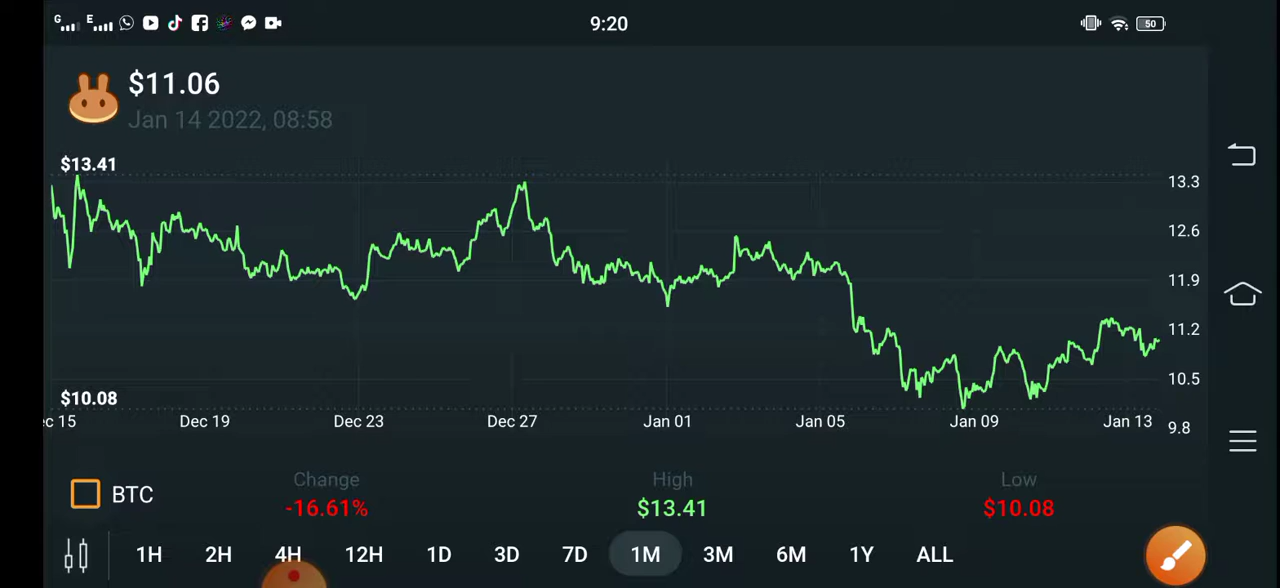 G E 9:20 50
$11.06
Jan 14 2022, 08:58
$13.41
13.3
12.6
11.9
11.2
10.5
$10.08
c 15 Dec 19 Dec 23 Dec 27 Jan 01 Jan 05 Jan 09 Jan 13
9.8
Change High Low
BTC
-16.61% $13.41 $10.08
1H 2H 4H 12H 1D 3D 7D 1M 3M 6M 1Y ALL